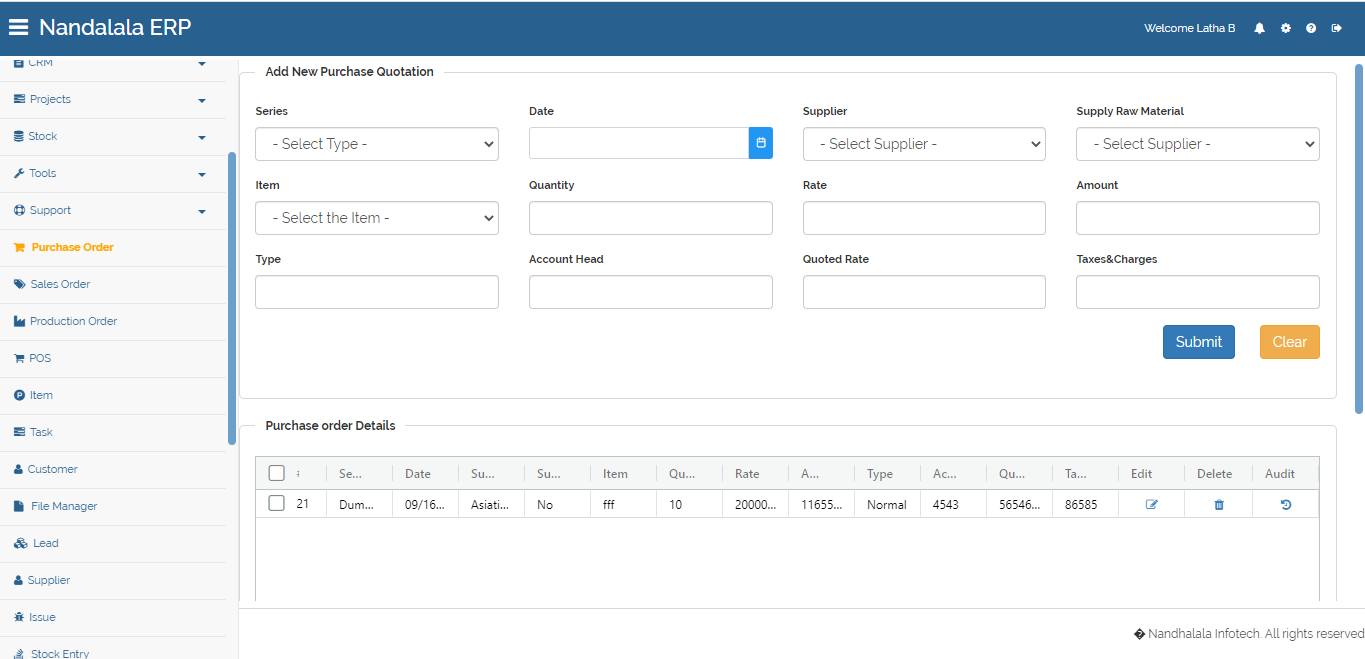 Nandalala ERP
Welcome Latha B
CRM
Projects
Stock
Tools
Support
Purchase Order
Sales Order
Production Order
POS
Item
Task
Customer
File Manager
Lead
Supplier
Issue
Stock Entry
Add New Purchase Quotation
Series Date Supplier Supply Raw Material
- Select Type - - Select Supplier - - Select Supplier -
Item Quantity Rate Amount
- Select the Item -
Type Account Head Quoted Rate Taxes&Charges
Submit Clear
Purchase order Details
Se... Date Su... Su... Item Qu... Rate A... Type Ac... Qu... Ta... Edit Delete Audit
21 Dum... 09/16... Asiati... No fff 10 20000... 11655... Normal 4543 56546... 86585
� Nandhalala Infotech. All rights reserved